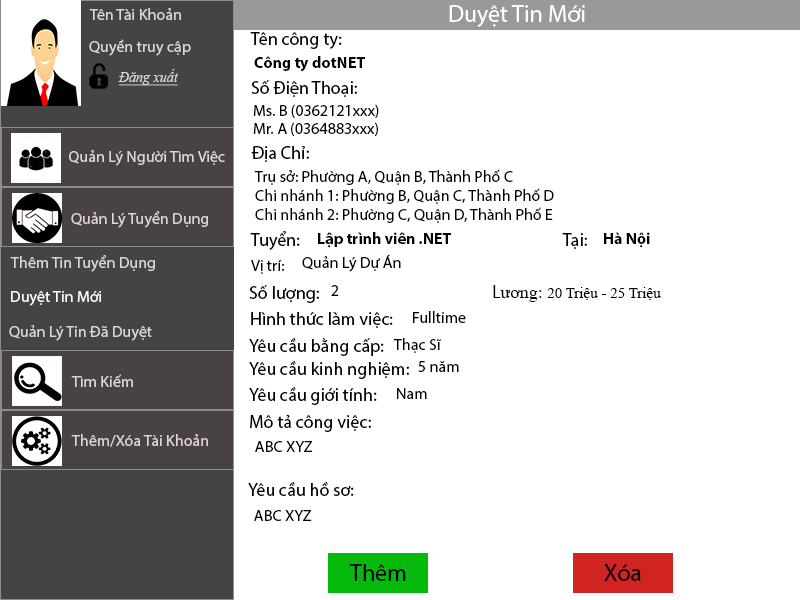 Tên Tài Khoản
Quyền truy cập
Đăng xuất
Quản Lý Người Tìm Việc
Quản Lý Tuyển Dụng
Thêm Tin Tuyển Dụng
Duyệt Tin Mới
Quản Lý Tin Đã Duyệt
Tìm Kiếm
Thêm/Xóa Tài Khoản
Duyệt Tin Mới
Tên công ty:
Công ty dotNET
Số Điện Thoại:
Ms. B (0362121xxx)
Mr. A (0364883xxx)
Địa Chỉ:
Trụ sở: Phường A, Quận B, Thành Phố C
Chi nhánh 1: Phường B, Quận C, Thành Phố D
Chi nhánh 2: Phường C, Quận D, Thành Phố E
Tuyển: Lập trình viên .NET Tại: Hà Nội
Vị trí: Quản Lý Dự Án
Số lượng: 2 Lương: 20 Triệu - 25 Triệu
Hình thức làm việc: Fulltime
Yêu cầu bằng cấp: Thạc Sĩ
Yêu cầu kinh nghiệm: 5 năm
Yêu cầu giới tính: Nam
Mô tả công việc:
ABC XYZ
Yêu cầu hồ sơ:
ABC XYZ
Thêm Xóa